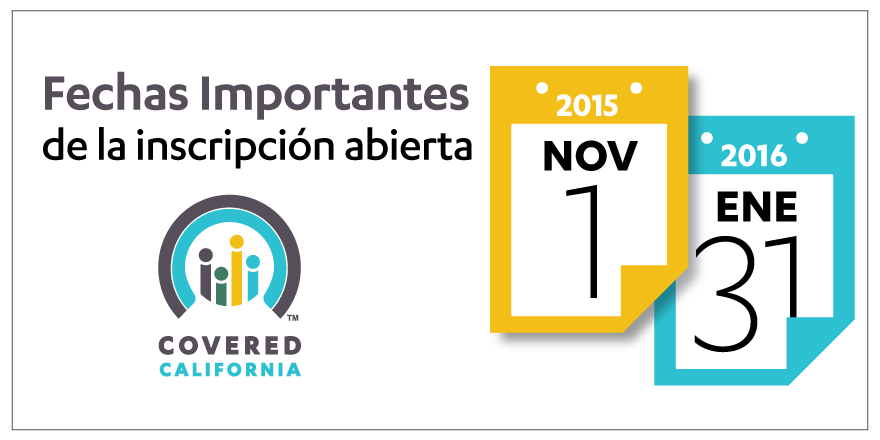 Fechas Importantes
de la inscripción abierta
COVERED
CALIFORNIA
TM
2015
NOV
1
2016
ENE
31